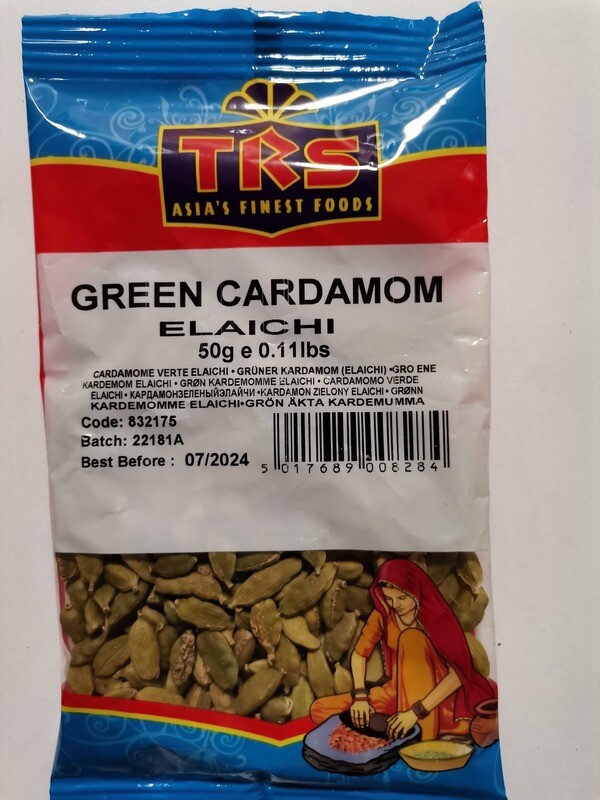 TRS
ASIA'S FINEST FOODS
GREEN CARDAMOM
ELAICHI
50g e 0.11lbs
CARDAMOME VERTE ELAICHI • GRÜNER KARDAMOM (ELAICHI) •GRO ENE
KARDEMOM ELAICHI • GRØN KARDEMOMME ELAICHI • CARDAMOMO VERDE
ELAICHI • КАРДАМОНЗЕЛЕНЫЙЭЛАЙЧИ •KARDAMON ZIELONY ELAICHI • GRØNN
KARDEMOMME ELAICHI•GRÖN ÄKTA KARDEMUMMA
Code: 832175
Batch: 22181A
Best Before : 07/2024
5 017689 008284